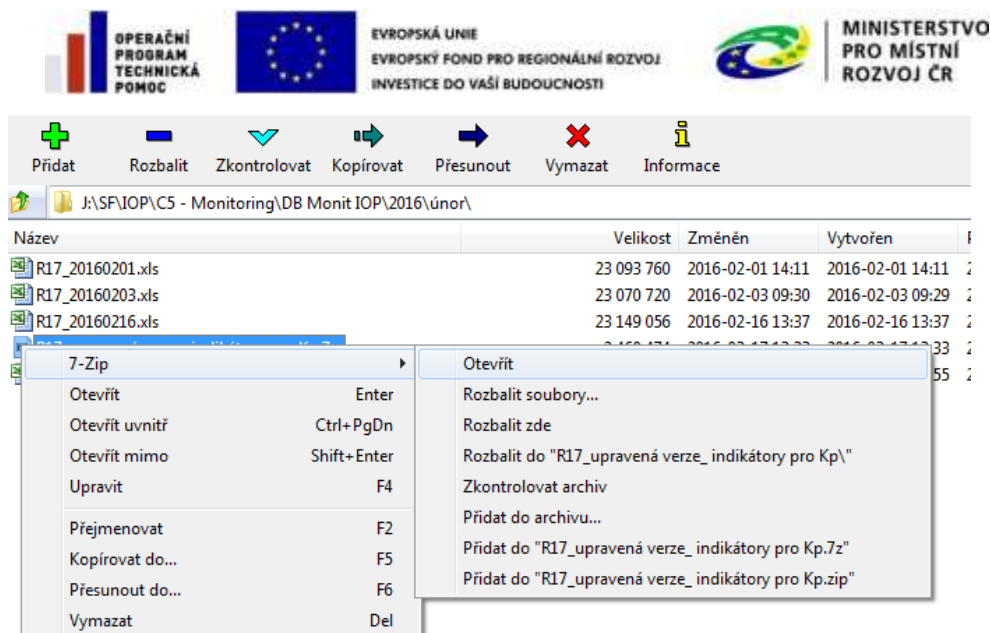 OPERAČNÍ
PROGRAM
TECHNICKÁ
POMOC
EVROPSKÁ UNIE
EVROPSKÝ FOND PRO REGIONÁLNÍ ROZVOJ
INVESTICE DO VAŠÍ BUDOUCNOSTI
MINISTERSTVO
PRO MÍSTNÍ
ROZVOJ ČR
Přidat Rozbalit Zkontrolovat Kopírovat Přesunout Vymazat Informace
J:\SF\IOP\C5 - Monitoring\DB Monit IOP\2016\únor\
Název Velikost Změněn Vytvořen
R17_20160201.xls 23 093 760 2016-02-01 14:11 2016-02-01 14:11 2
R17_20160203.xls 23 070 720 2016-02-03 09:30 2016-02-03 09:29 2
R17_20160216.xls 23 149 056 2016-02-16 13:37 2016-02-16 13:37 2
7-Zip
Otevřít Enter
Otevřít uvnitř Ctrl+PgDn
Otevřít mimo Shift+Enter
Upravit F4
Přejmenovat F2
Kopírovat do... F5
Přesunout do... F6
Vymazat Del
Otevřít
Rozbalit soubory...
Rozbalit zde
Rozbalit do "R17_upravená verze_ indikátory pro Kp\"
Zkontrolovat archiv
Přidat do archivu...
Přidat do "R17_upravená verze_ indikátory pro Kp.7z"
Přidat do "R17_upravená verze_ indikátory pro Kp.zip"
33 2
55 2